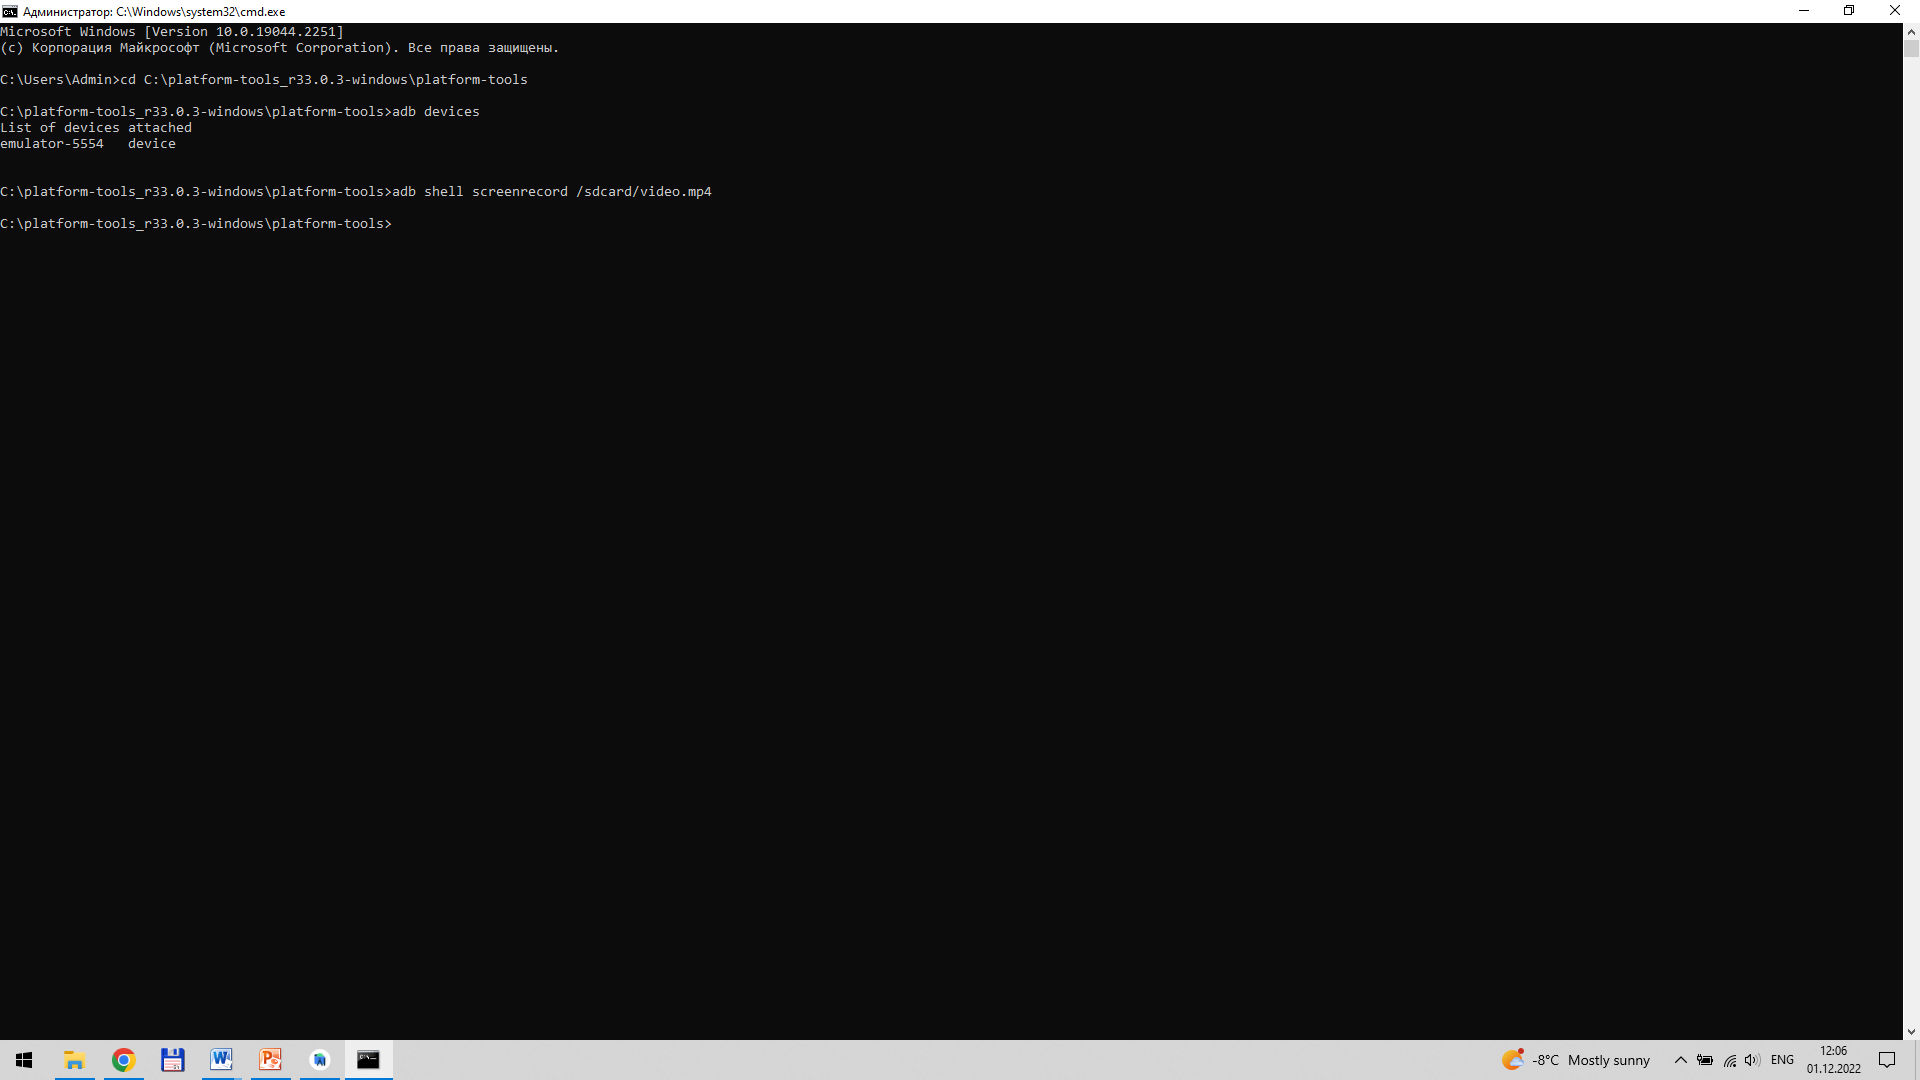 Администратор: C:\Windows\system32\cmd.exe
Microsoft Windows [Version 10.0.19044.2251]
(c) Корпорация Майкрософт (Microsoft Corporation). Все права защищены.
C:\Users\Admin>cd C:\platform-tools_r33.0.3-windows\platform-tools
C:\platform-tools_r33.0.3-windows\platform-tools>adb devices
List of devices attached
emulator-5554   device
C:\platform-tools_r33.0.3-windows\platform-tools>adb shell screenrecord /sdcard/video.mp4
C:\platform-tools_r33.0.3-windows\platform-tools>
-8°C Mostly sunny
ENG
12:06
01.12.2022